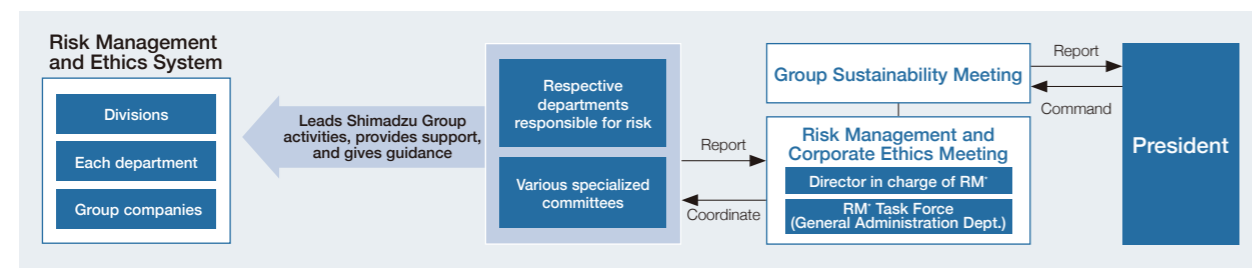 Risk Management
and Ethics System
Divisions
Each department
Group companies
Leads Shimadzu Group
activities, provides support,
and gives guidance
Respective
departments
responsible for risk
Various specialized
committees
Report
Coordinate
Group Sustainability Meeting
Risk Management and
Corporate Ethics Meeting
Director in charge of RM*
RM* Task Force
(General Administration Dept.)
Report
Command
President